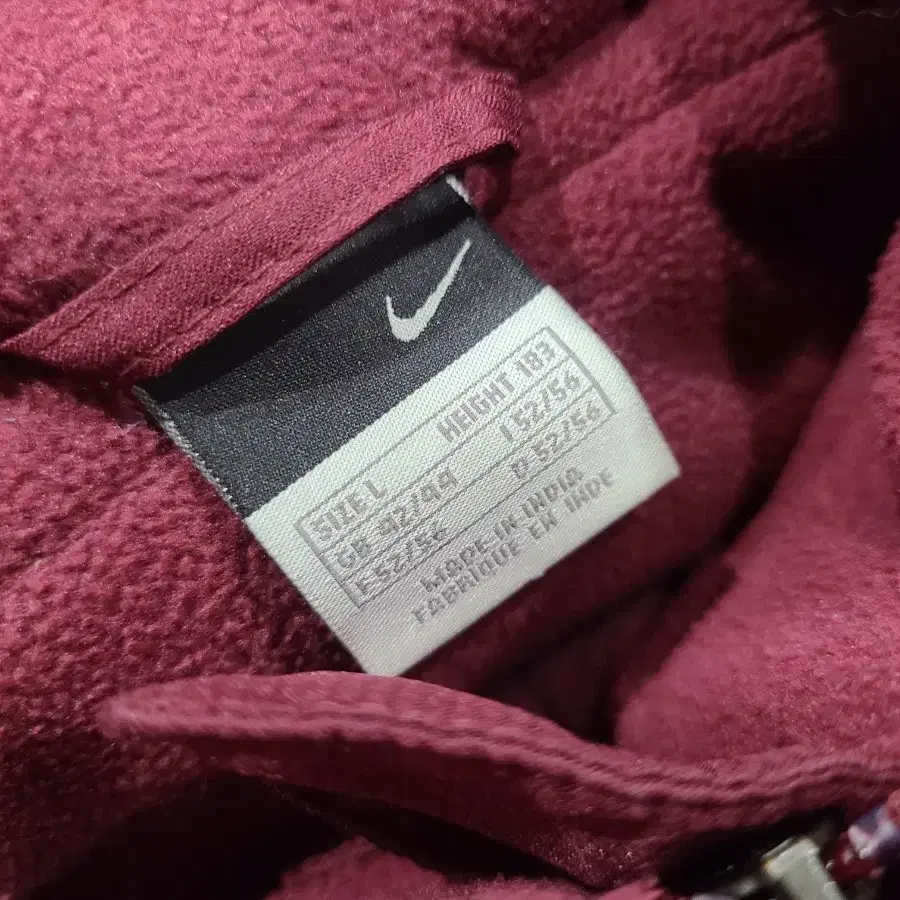 SIZE L HEIGHT 183
GB 92/99 I 52/56
F 52/56 D 52/56
MADE IN INDIA
FABRIQUE EN INDE